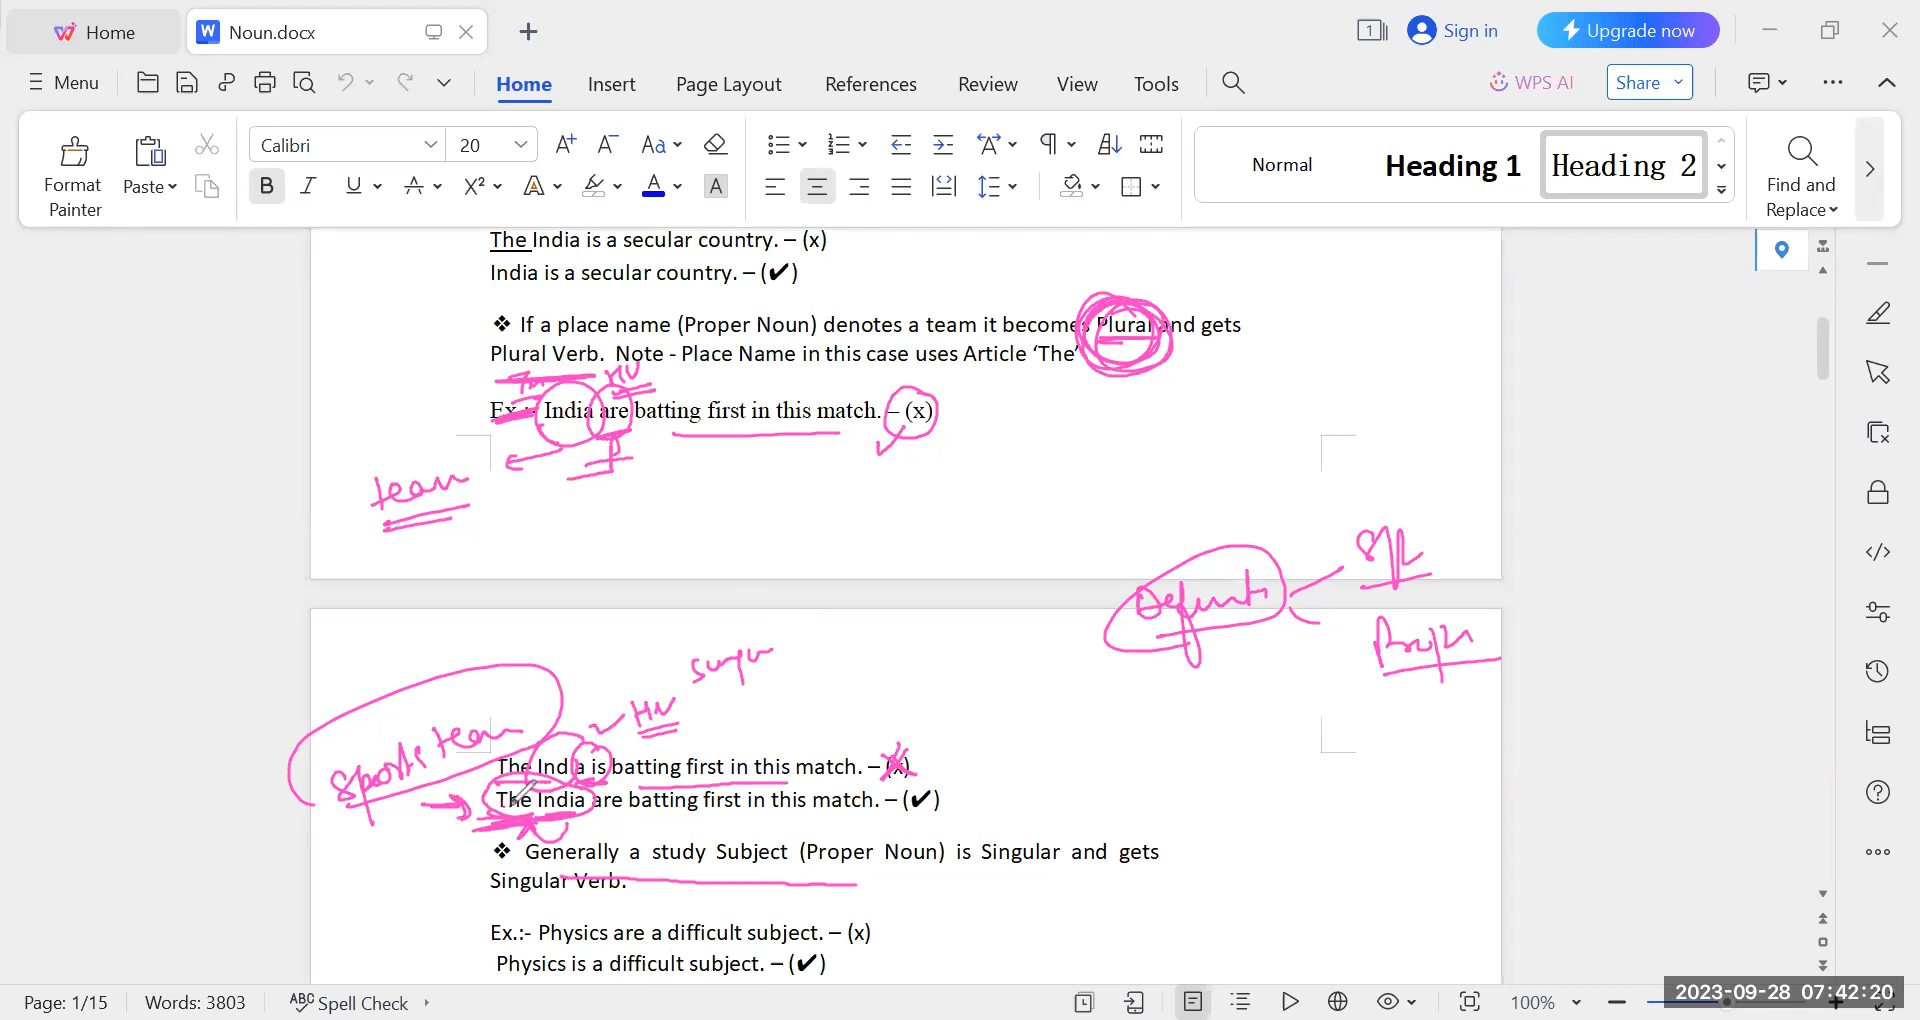 Home
Noun.docx
1
Sign in
Upgrade now
Menu
Home
Insert
Page Layout
References
Review
View
Tools
WPS AI
Share
Format
Painter
Paste
Calibri
20
Normal
Heading 1
Heading 2
Find and
Replace
The India is a secular country. – (x)
India is a secular country. – (✔)
❖ If a place name (Proper Noun) denotes a team it becomes Plural and gets
Plural Verb. Note - Place Name in this case uses Article ‘The’
HV
Ex.:- India are batting first in this match. – (x)
P
team
Definit
Prop
HV
sports team
The India is batting first in this match. – (x)
The India are batting first in this match. – (✔)
❖ Generally a study Subject (Proper Noun) is Singular and gets
Singular Verb.
Ex.:- Physics are a difficult subject. – (x)
Physics is a difficult subject. – (✔)
Page: 1/15
Words: 3803
Spell Check
100%
2023-09-28 07:42:20